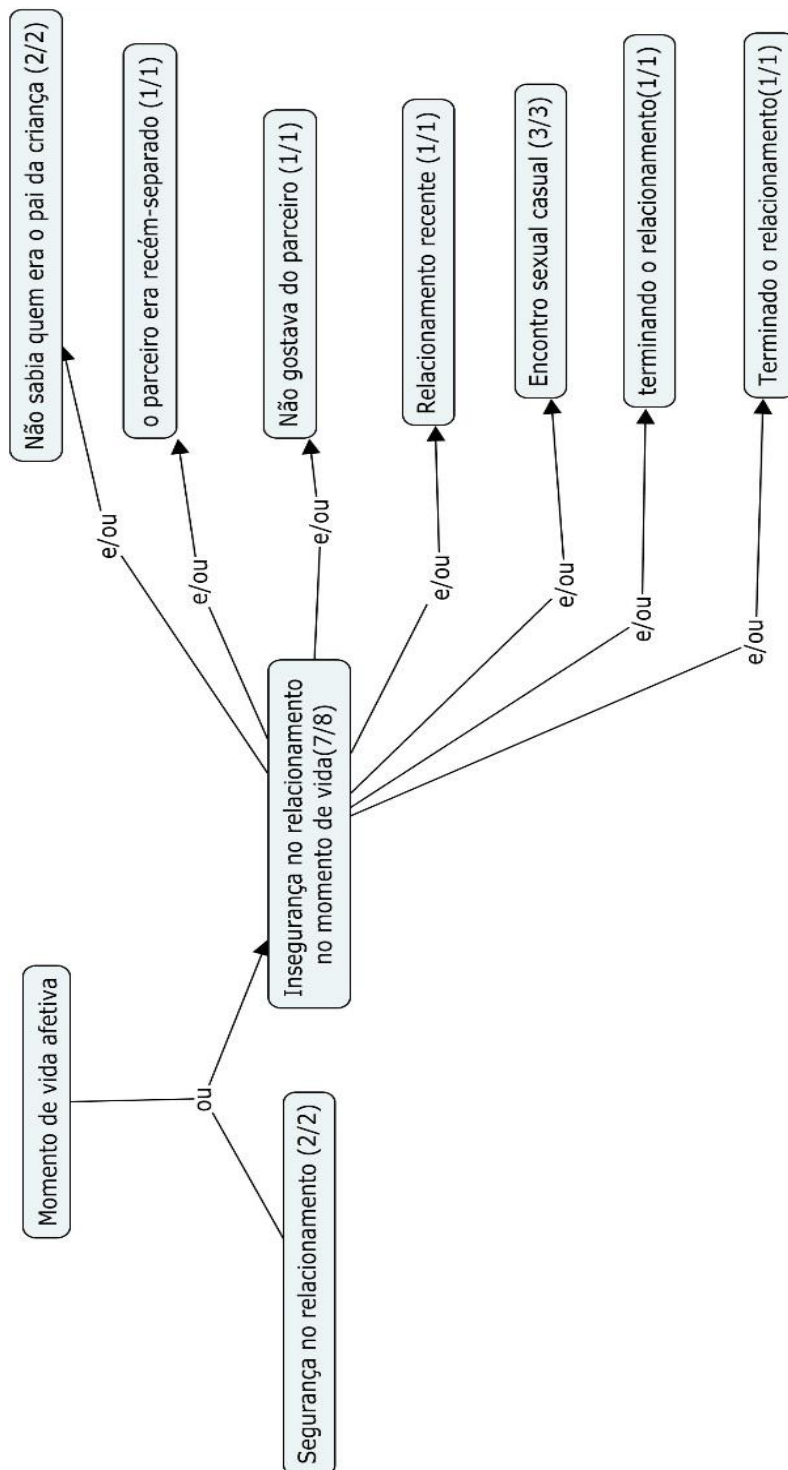 Momento de vida afetiva
ou
Segurança no relacionamento (2/2)
Insegurança no relacionamento
no momento de vida(7/8)
e/ou
Não sabia quem era o pai da criança (2/2)
e/ou
o parceiro era recém-separado (1/1)
e/ou
Não gostava do parceiro (1/1)
e/ou
Relacionamento recente (1/1)
e/ou
Encontro sexual casual (3/3)
e/ou
terminando o relacionamento(1/1)
e/ou
Terminado o relacionamento(1/1)